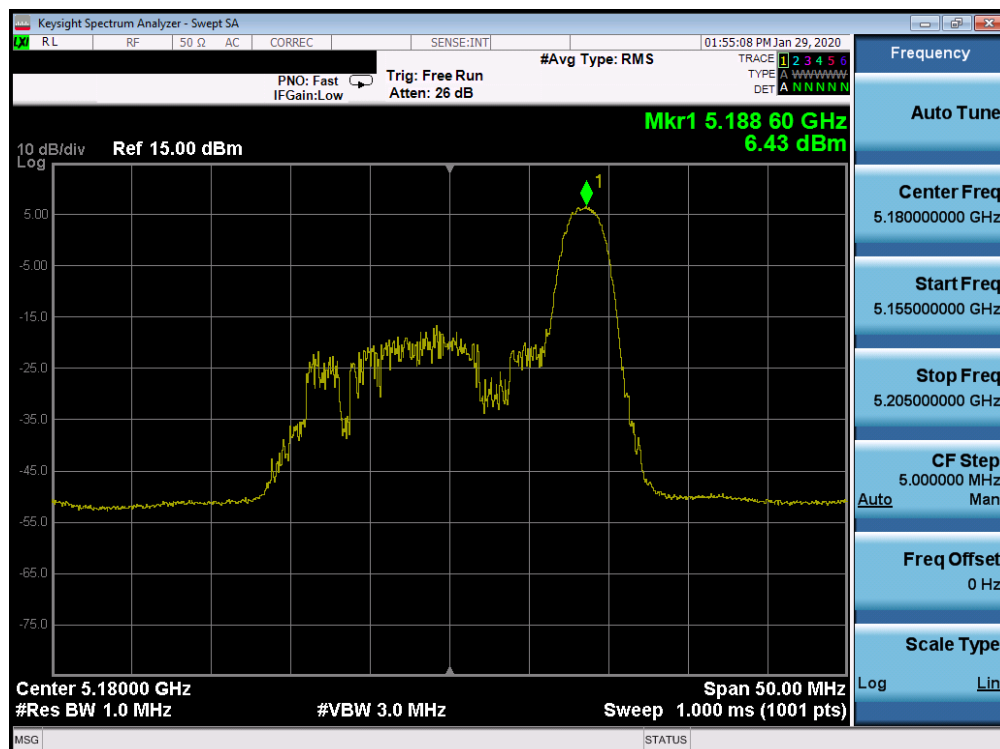 Keysight Spectrum Analyzer - Swept SA
LXI RL RF 50 Ω AC CORREC SENSE:INT 01:55:08 PM Jan 29, 2020
#Avg Type: RMS
TRACE 1 2 3 4 5 6
TYPE A WWWWW
DET A N N N N N
PNO: Fast
IFGain:Low
Trig: Free Run
Atten: 26 dB
Mkr1 5.188 60 GHz
6.43 dBm
10 dB/div Ref 15.00 dBm
Log
1
5.00
-5.00
-15.0
-25.0
-35.0
-45.0
-55.0
-65.0
-75.0
Center 5.18000 GHz Span 50.00 MHz
#Res BW 1.0 MHz #VBW 3.0 MHz Sweep 1.000 ms (1001 pts)
MSG STATUS
Frequency
Auto Tune
Center Freq
5.180000000 GHz
Start Freq
5.155000000 GHz
Stop Freq
5.205000000 GHz
CF Step
5.000000 MHz
Auto Man
Freq Offset
0 Hz
Scale Type
Log Lin